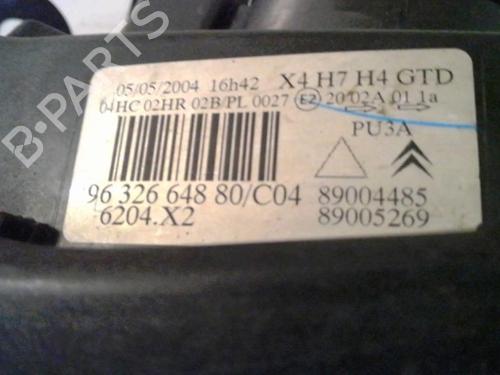 B-PARTS
05/05/2004 16h42 X4 H7 H4 GTD
04HC 02HR 02B/PL 0027 E2 20 02A 01 1a
PU3A
96 326 648 80/C04 89004485
6204.X2 89005269